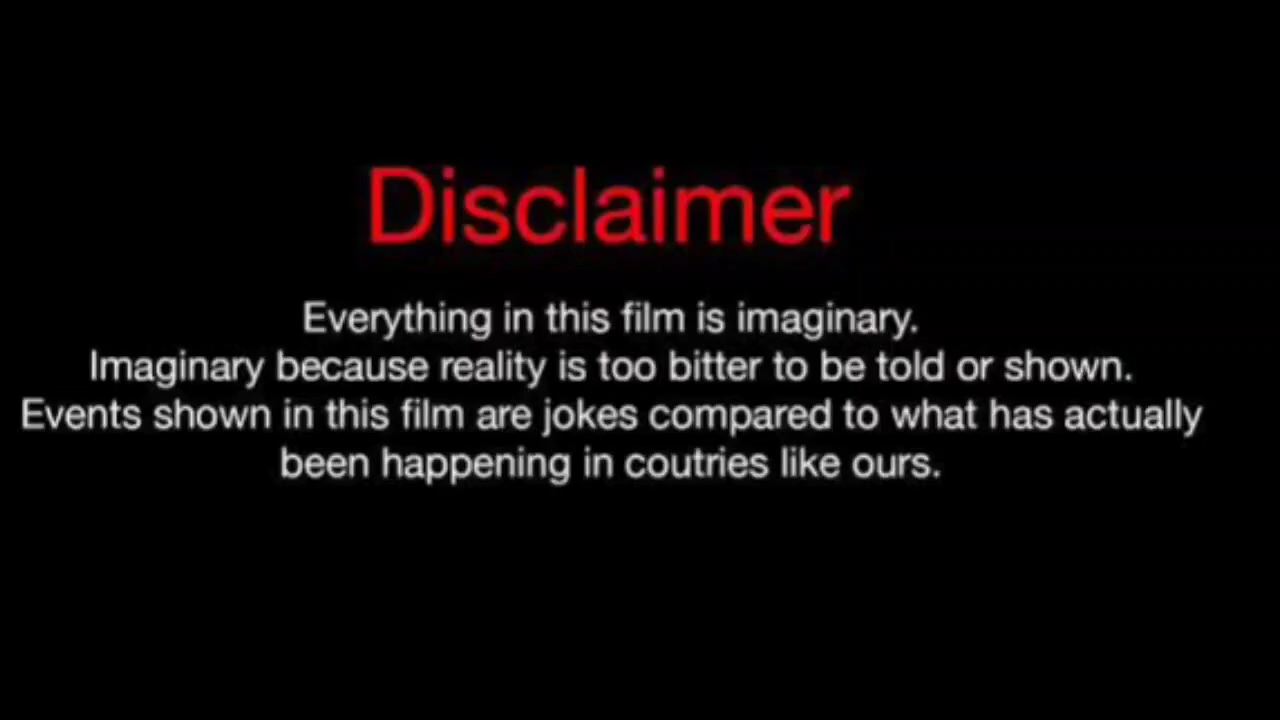 Disclaimer
Everything in this film is imaginary.
Imaginary because reality is too bitter to be told or shown.
Events shown in this film are jokes compared to what has actually
been happening in coutries like ours.